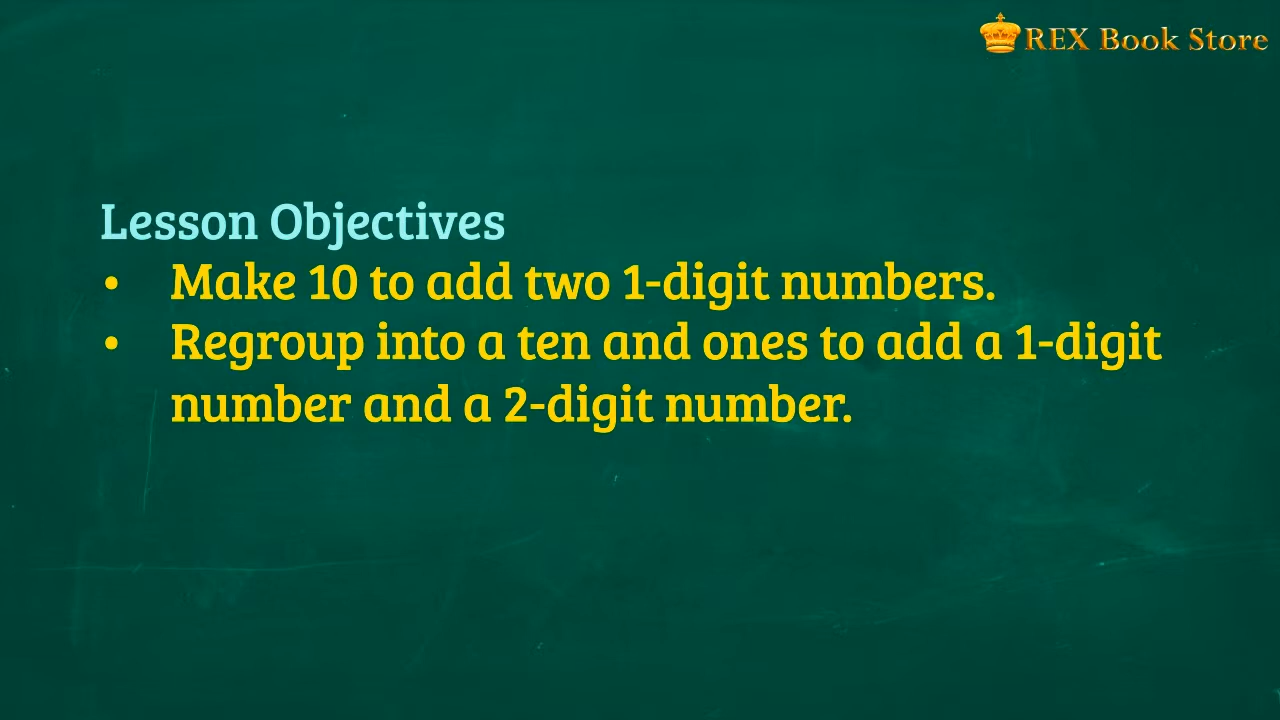 REX Book Store
Lesson Objectives
• Make 10 to add two 1-digit numbers.
• Regroup into a ten and ones to add a 1-digit
number and a 2-digit number.